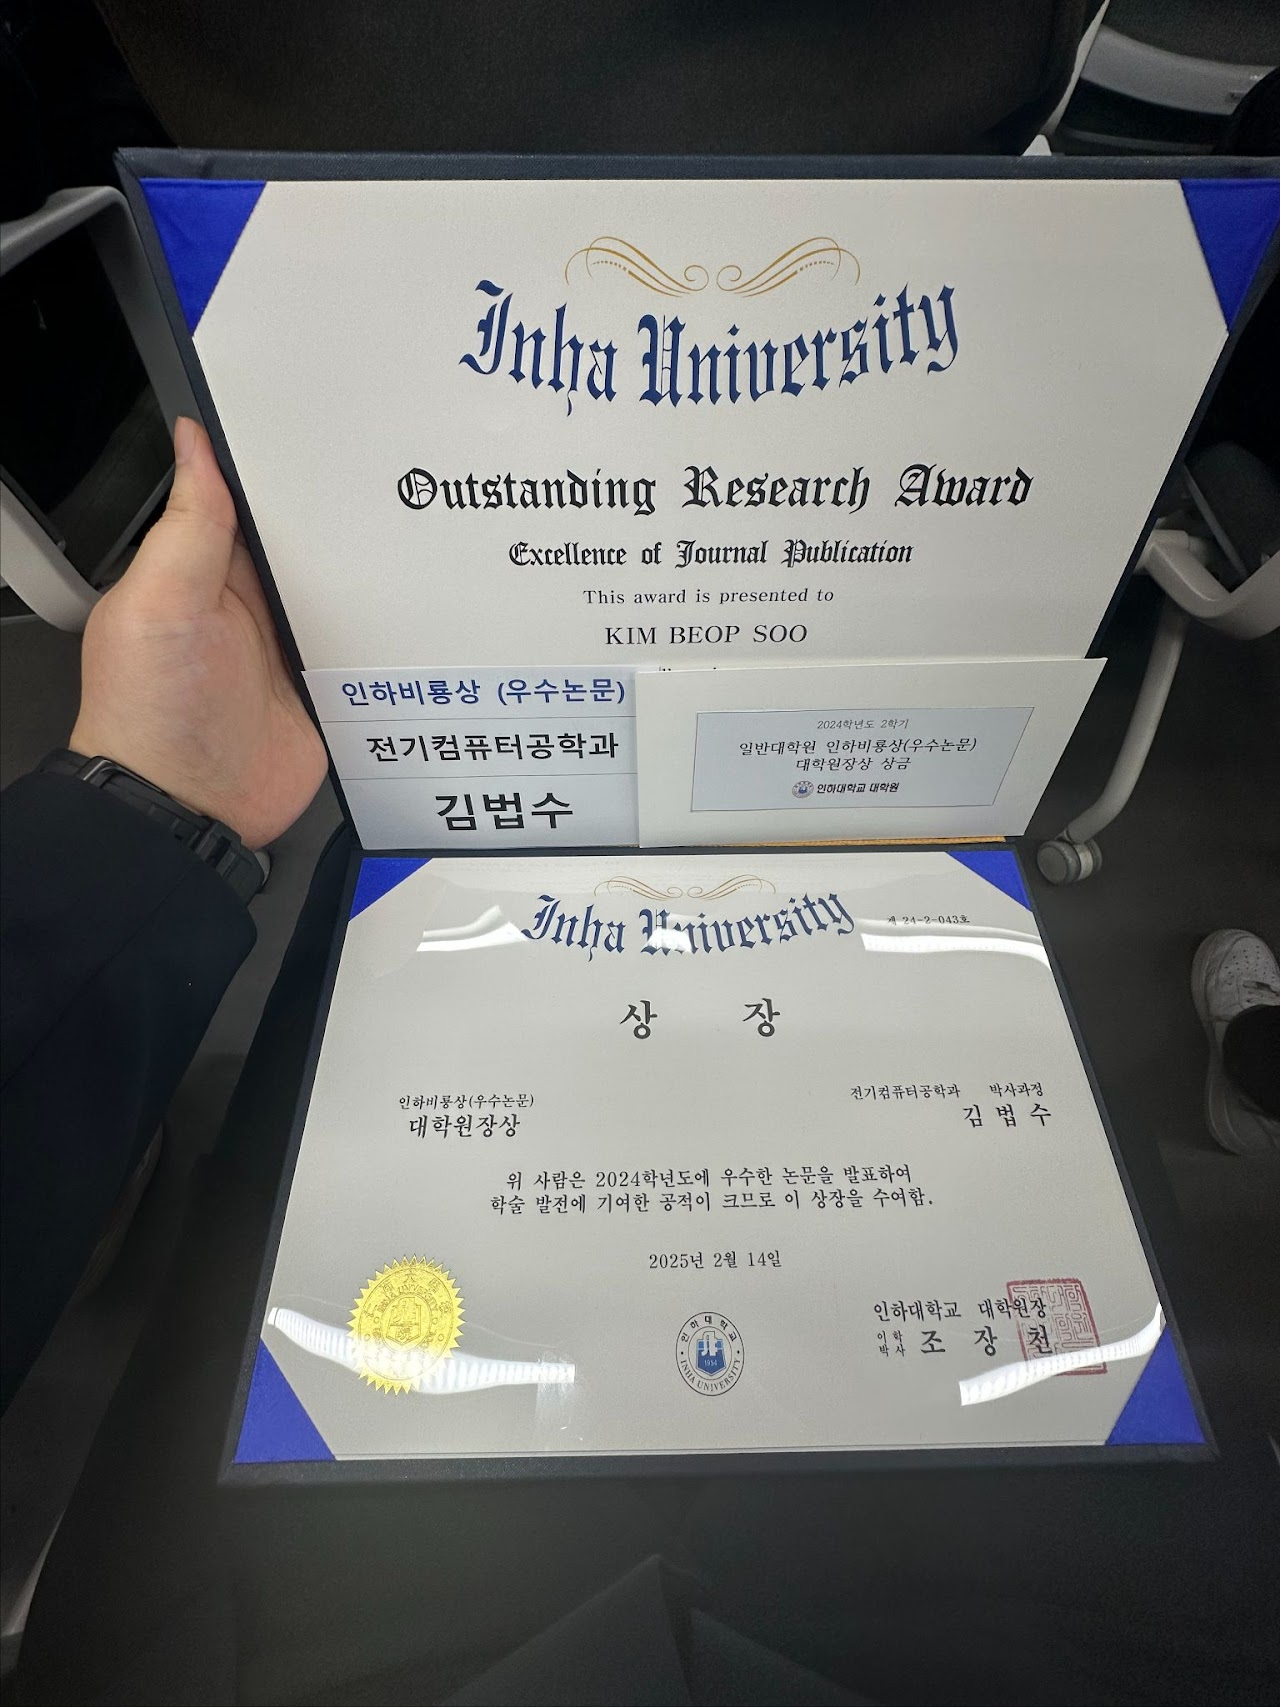 Inha University
Outstanding Research Award
Excellence of Journal Publication
This award is presented to
KIM BEOP SOO
인하비룡상 (우수논문)
전기컴퓨터공학과
김법수
2024학년도 2학기
일반대학원 인하비룡상(우수논문)
대학원장상 상금
인하대학교 대학원
Inha University
제 24-2-043호
상 장
인하비룡상(우수논문)
대학원장상
전기컴퓨터공학과 박사과정
김 법 수
위 사람은 2024학년도에 우수한 논문을 발표하여
학술 발전에 기여한 공적이 크므로 이 상장을 수여함.
2025년 2월 14일
인하대학교
1954
INHA UNIVERSITY
인하대학교 대학원장
이학
박사 조 장 천